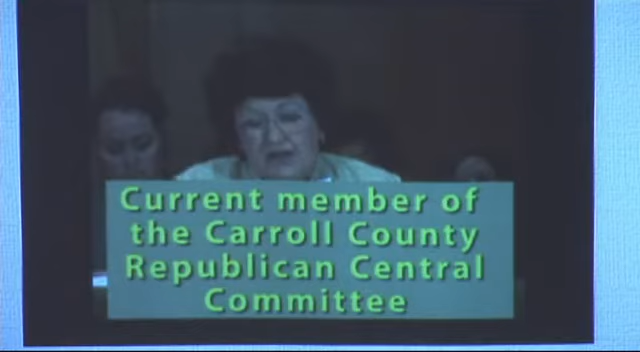 Current member of
the Carroll County
Republican Central
Committee